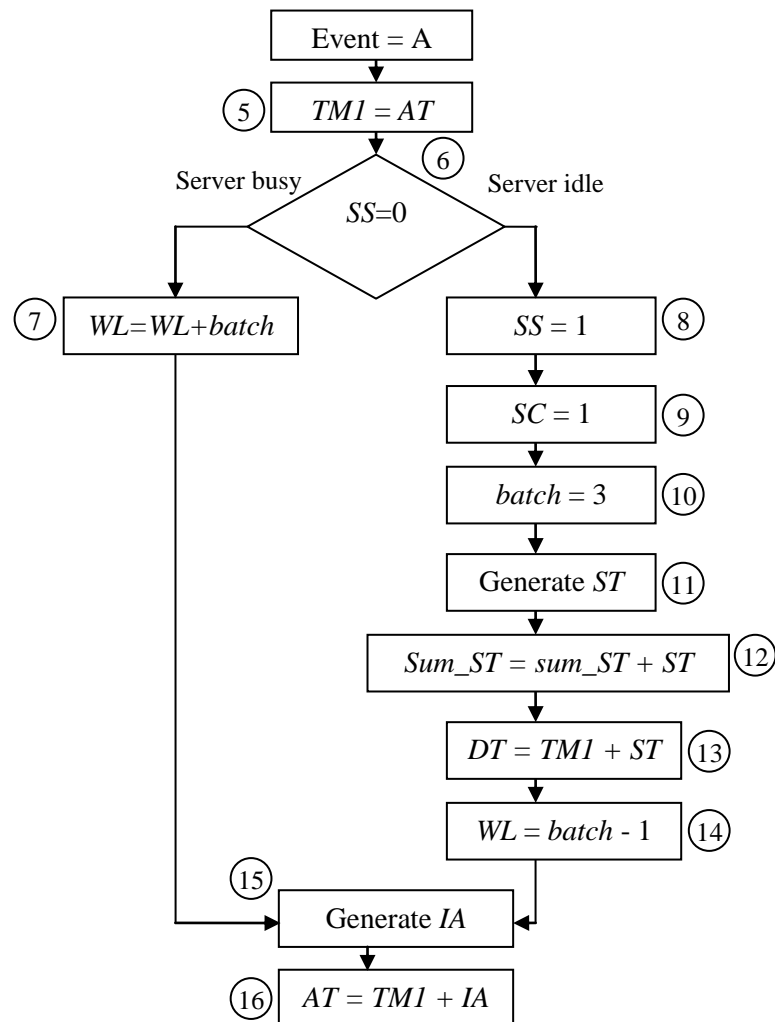 Event = A
5
TM1 = AT
6
Server busy
Server idle
SS=0
7
WL=WL+batch
SS = 1
8
SC = 1
9
batch = 3
10
Generate ST
11
Sum_ST = sum_ST + ST
12
DT = TM1 + ST
13
WL = batch - 1
14
15
Generate IA
16
AT = TM1 + IA